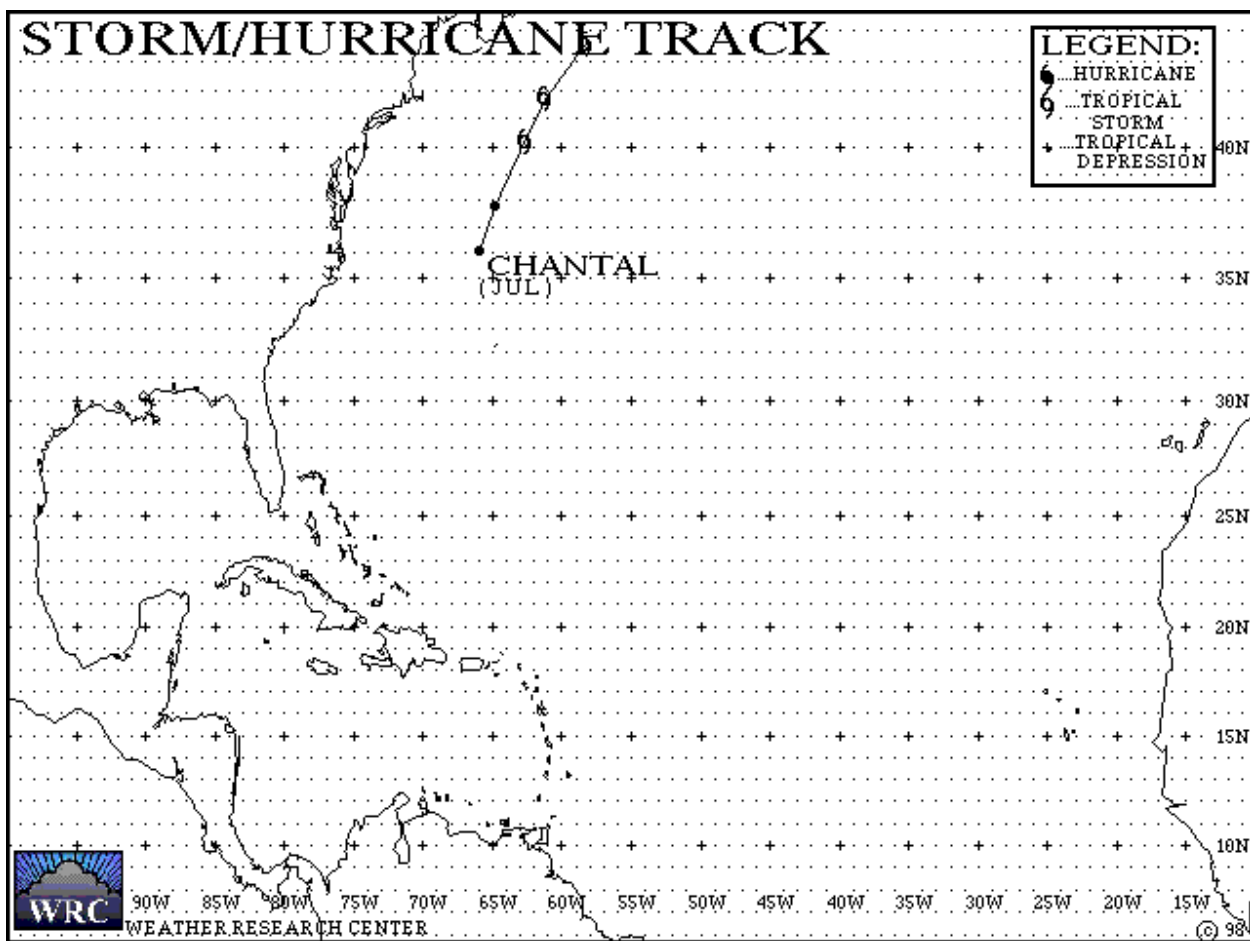 STORM/HURRICANE TRACK
LEGEND:
....HURRICANE
....TROPICAL
STORM
....TROPICAL
DEPRESSION
40N
CHANTAL
(JUL)
35N
30N
25N
20N
15N
10N
90W 85W 80W 75W 70W 65W 60W 55W 50W 45W 40W 35W 30W 25W 20W 15W
WRC
WEATHER RESEARCH CENTER
© 98